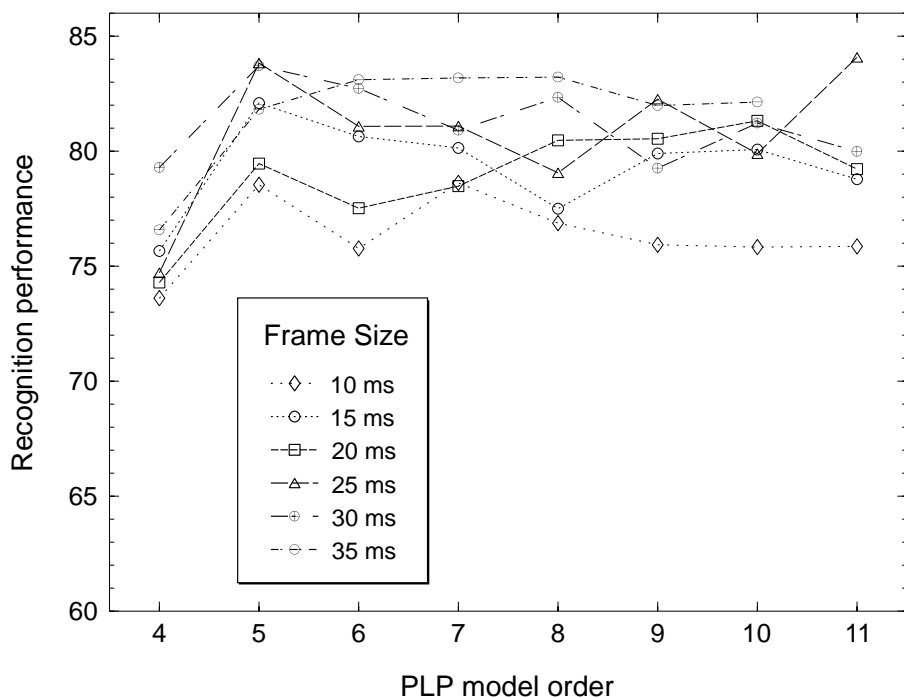 85
80
75
70
65
60
Recognition performance
Frame Size
10 ms
15 ms
20 ms
25 ms
30 ms
35 ms
4 5 6 7 8 9 10 11
PLP model order